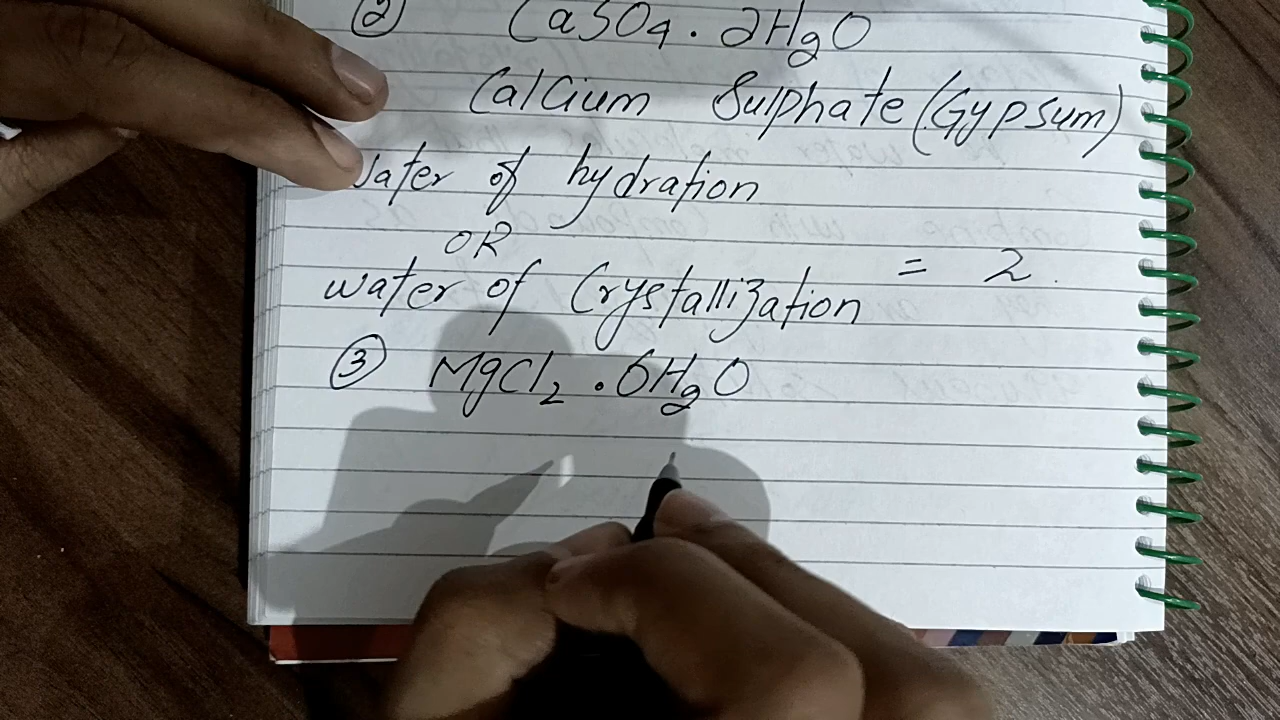 ② CaSO4 . 2H2O
Calcium Sulphate (Gypsum)
Water of hydration
OR
= 2.
water of Crystallization
③ MgCl2 . 6H2O